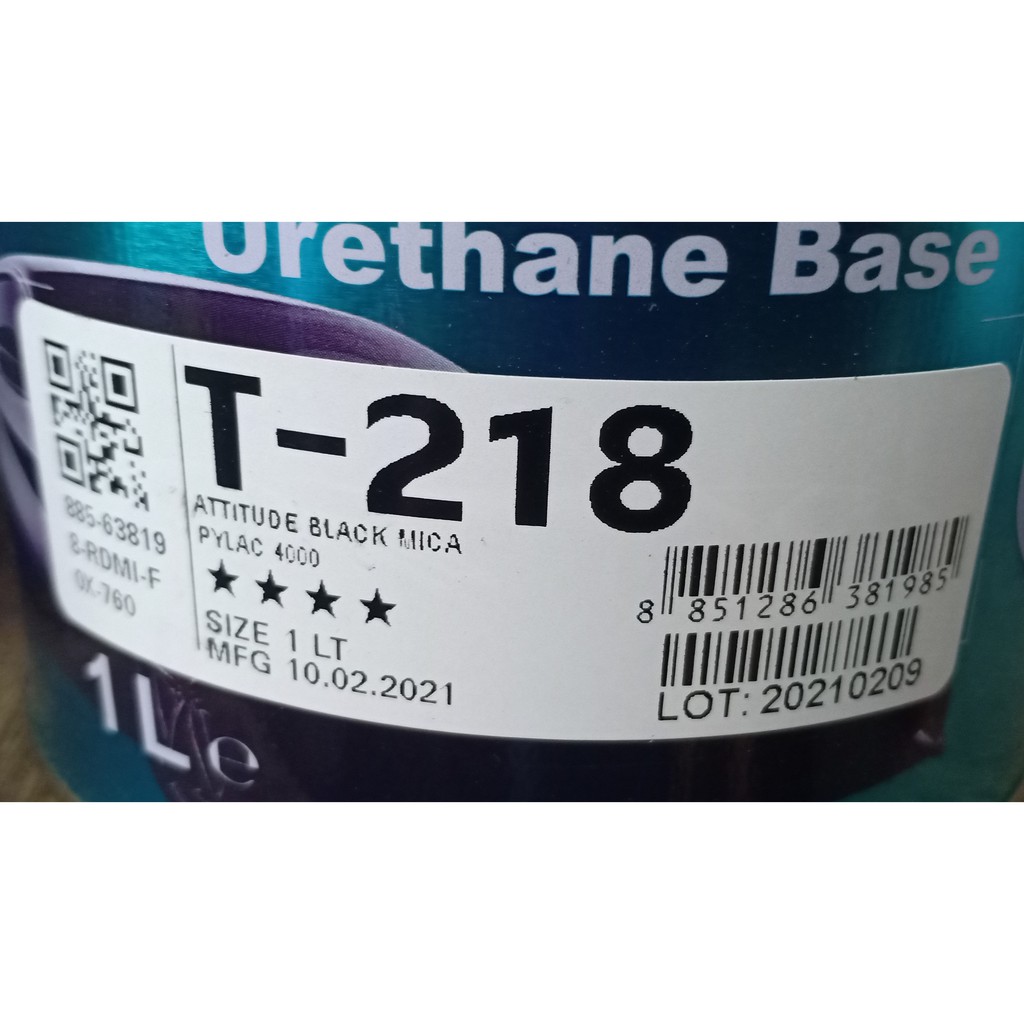 Urethane Base
T-218
ATTITUDE BLACK MICA
PYLAC 4000
★ ★ ★ ★
SIZE 1 LT
MFG 10.02.2021
885-63819
8-RDMI-F
0X-760
8 851286 381985
LOT: 20210209
1Le